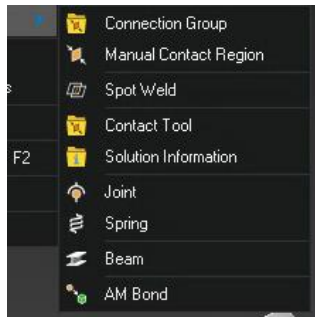 Connection Group
Manual Contact Region
s
Spot Weld
Contact Tool
F2
Solution Information
Joint
Spring
Beam
AM Bond